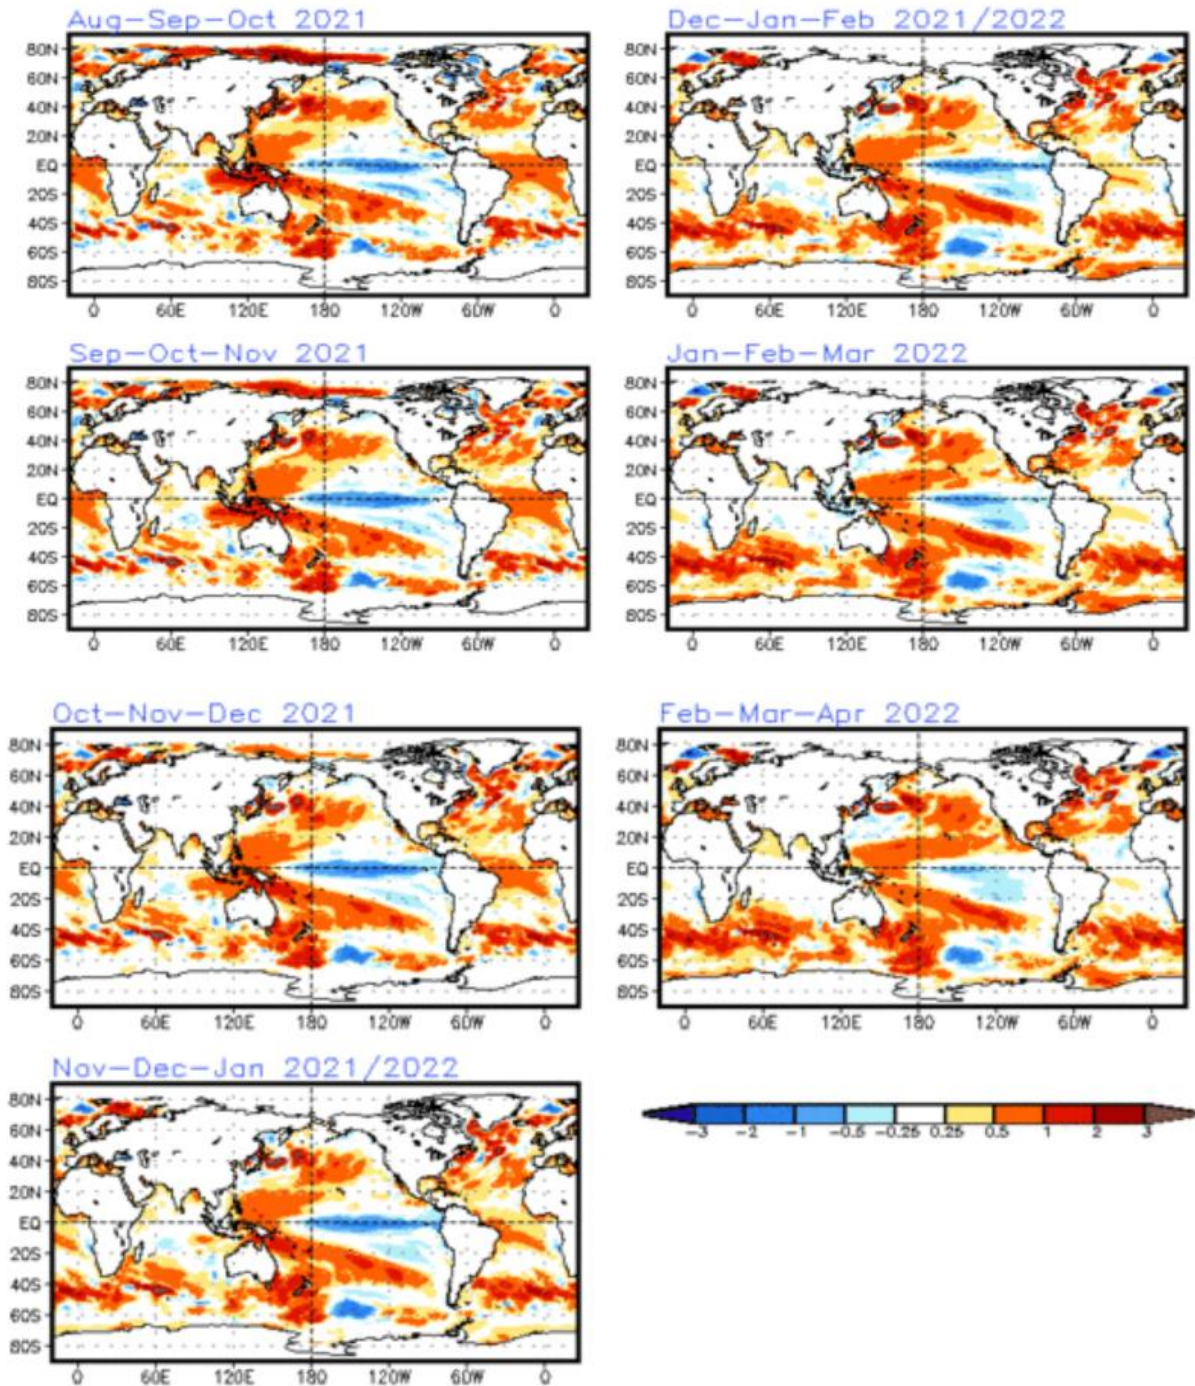 Aug-Sep-Oct 2021
80N
60N
40N
20N
EQ
20S
40S
60S
80S
0 60E 120E 180 120W 60W 0
Dec-Jan-Feb 2021/2022
80N
60N
40N
20N
EQ
20S
40S
60S
80S
0 60E 120E 180 120W 60W 0
Sep-Oct-Nov 2021
80N
60N
40N
20N
EQ
20S
40S
60S
80S
0 60E 120E 180 120W 60W 0
Jan-Feb-Mar 2022
80N
60N
40N
20N
EQ
20S
40S
60S
80S
0 60E 120E 180 120W 60W 0
Oct-Nov-Dec 2021
80N
60N
40N
20N
EQ
20S
40S
60S
80S
0 60E 120E 180 120W 60W 0
Feb-Mar-Apr 2022
80N
60N
40N
20N
EQ
20S
40S
60S
80S
0 60E 120E 180 120W 60W 0
Nov-Dec-Jan 2021/2022
80N
60N
40N
20N
EQ
20S
40S
60S
80S
0 60E 120E 180 120W 60W 0
-3 -2 -1 -0.5 -0.25 0.25 0.5 1 2 3